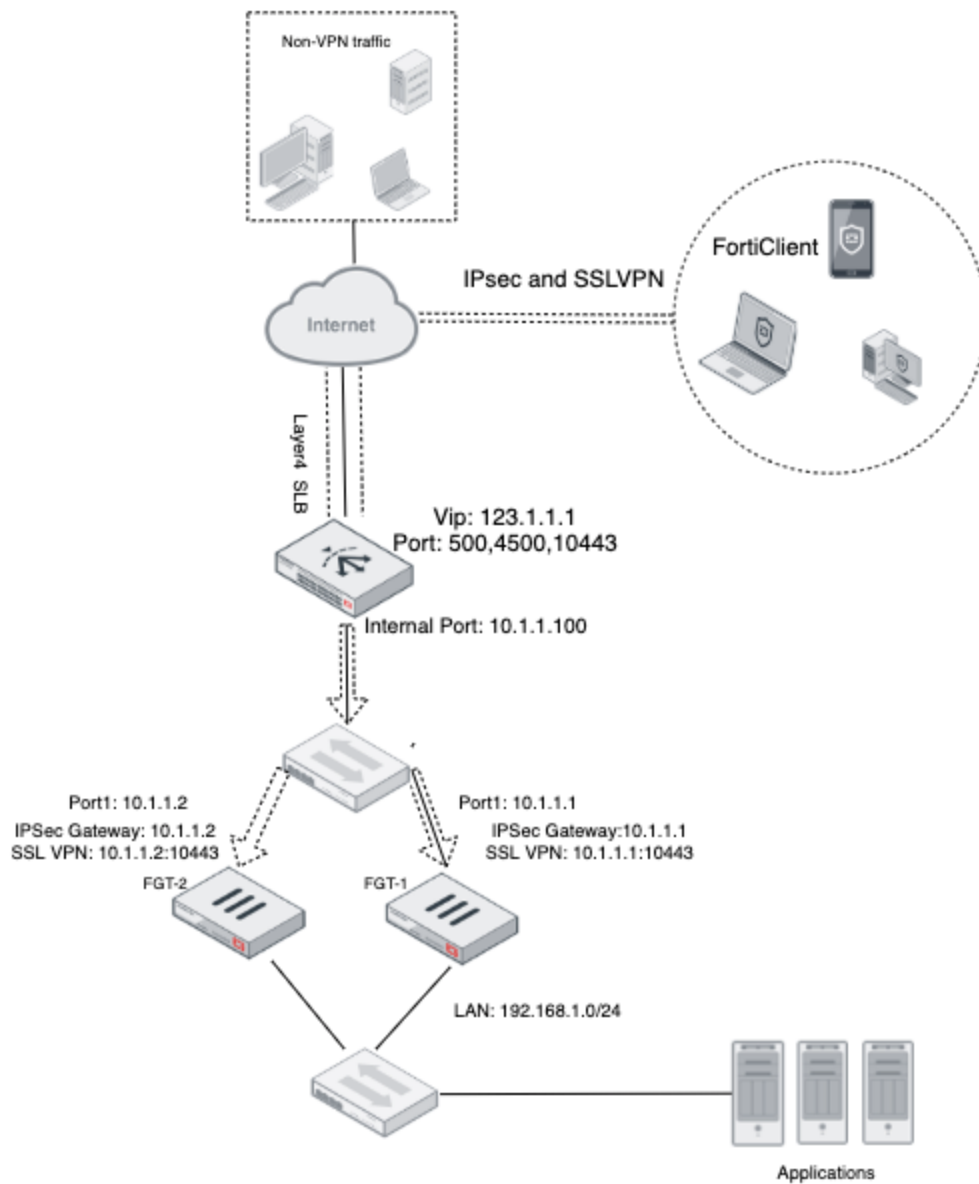 Non-VPN traffic
FortiClient
IPsec and SSLVPN
Internet
Layer4 SLB
Vip: 123.1.1.1
Port: 500,4500,10443
Internal Port: 10.1.1.100
Port1: 10.1.1.2
IPSec Gateway: 10.1.1.2
SSL VPN: 10.1.1.2:10443
FGT-2
Port1: 10.1.1.1
IPSec Gateway:10.1.1.1
SSL VPN: 10.1.1.1:10443
FGT-1
LAN: 192.168.1.0/24
Applications